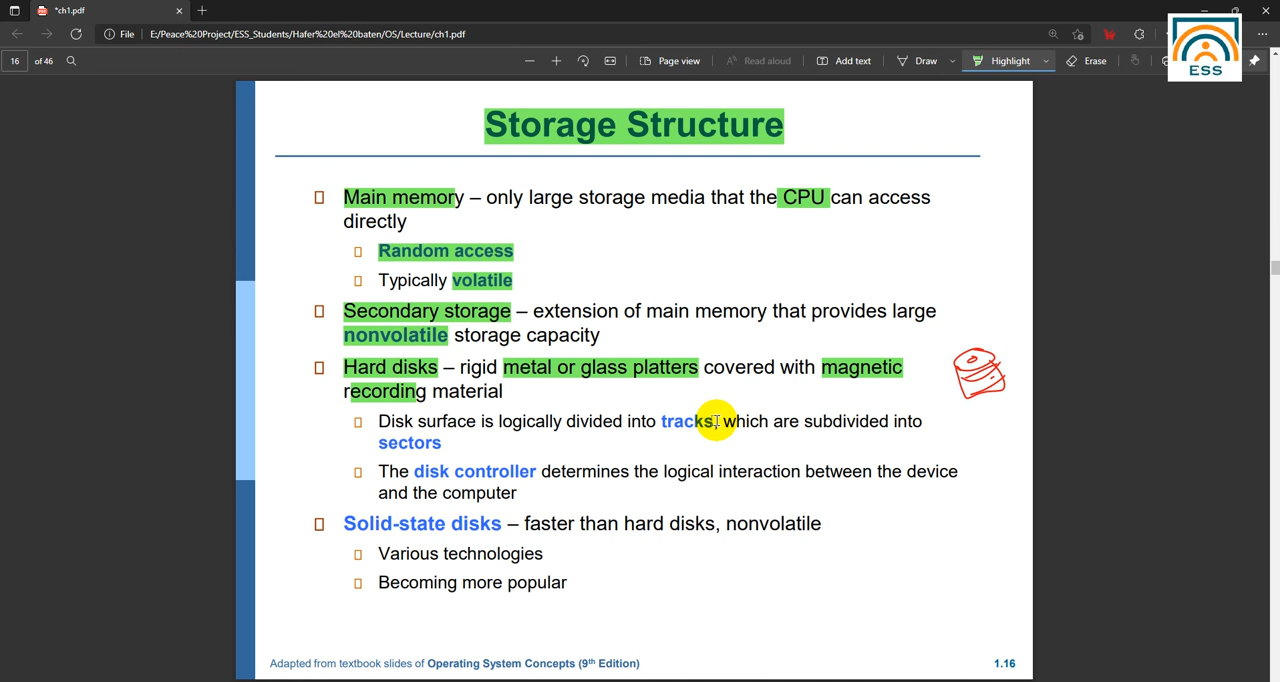 *ch1.pdf
File
E:/Peace%20Project/ESS_Students/Hafer%20el%20baten/OS/Lecture/ch1.pdf
16 of 46
Page view
Read aloud
Add text
Draw
Highlight
Erase
ESS
Storage Structure
Main memory – only large storage media that the CPU can access
directly
Random access
Typically volatile
Secondary storage – extension of main memory that provides large
nonvolatile storage capacity
Hard disks – rigid metal or glass platters covered with magnetic
recording material
Disk surface is logically divided into tracks, which are subdivided into
sectors
The disk controller determines the logical interaction between the device
and the computer
Solid-state disks – faster than hard disks, nonvolatile
Various technologies
Becoming more popular
Adapted from textbook slides of Operating System Concepts (9th Edition)
1.16